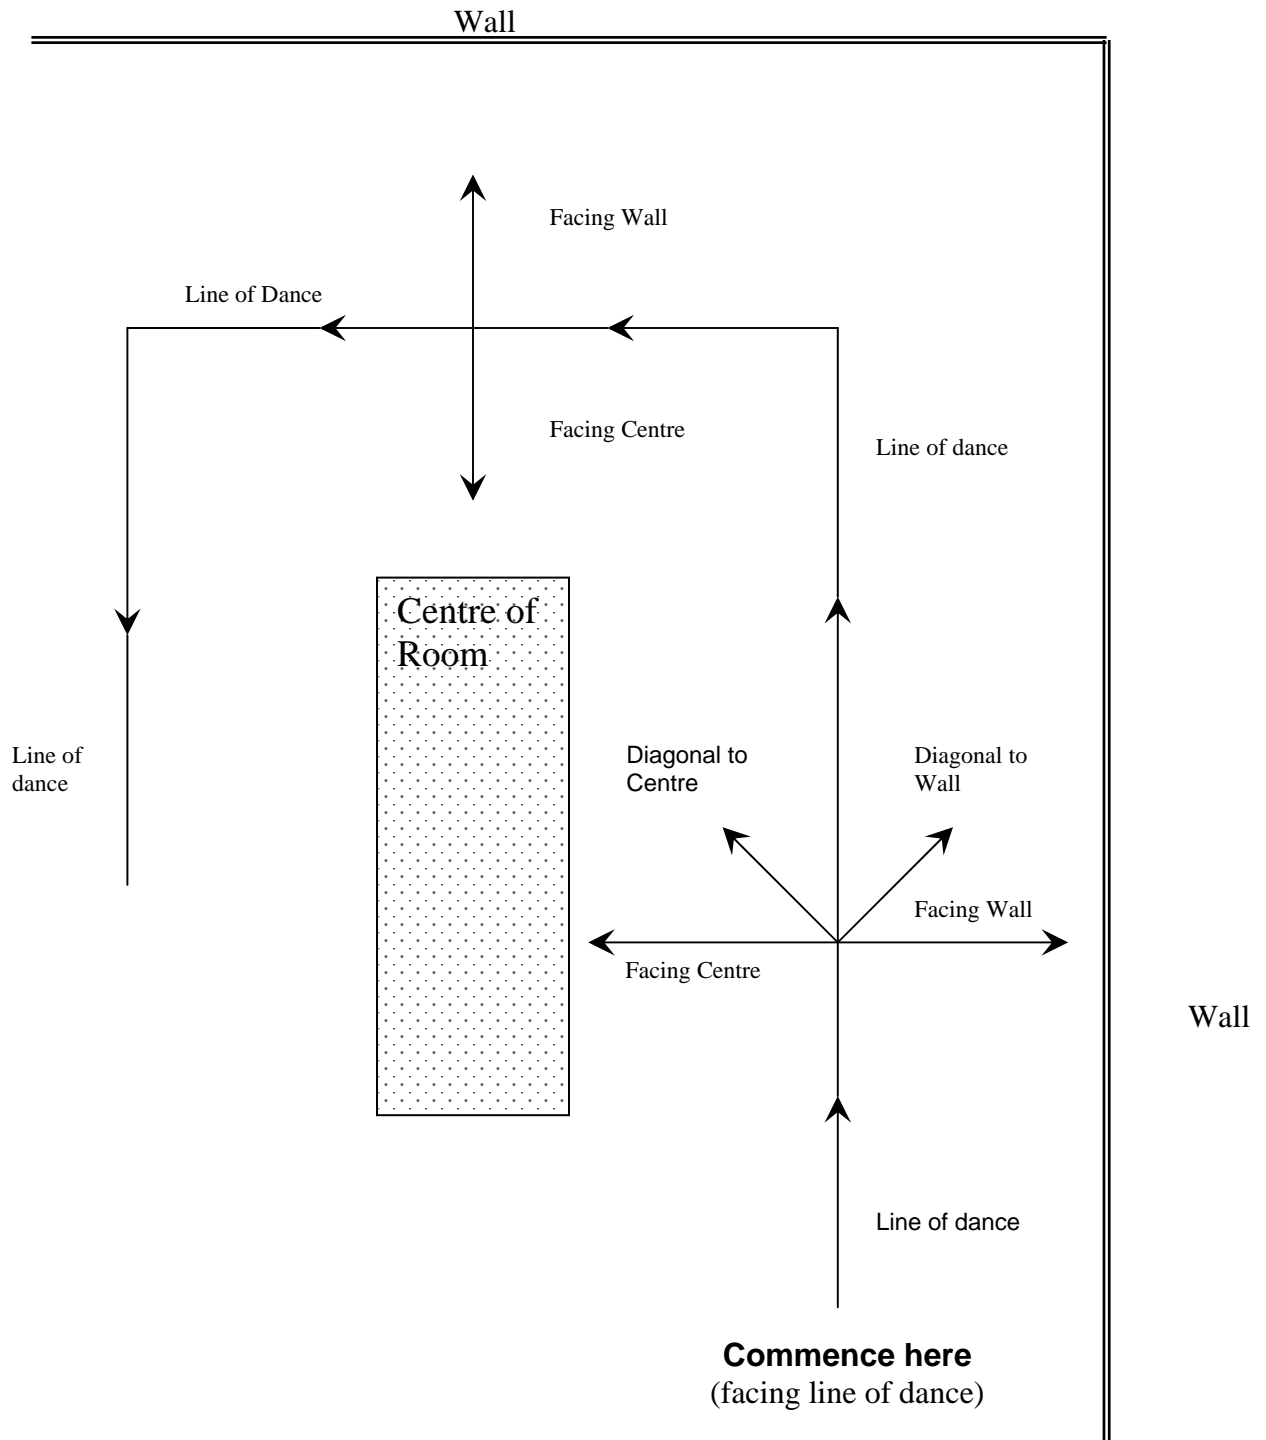 Wall
Facing Wall
Line of Dance
Facing Centre
Line of dance
Centre of
Room
Line of
dance
Diagonal to
Centre
Diagonal to
Wall
Facing Wall
Facing Centre
Wall
Line of dance
Commence here
(facing line of dance)